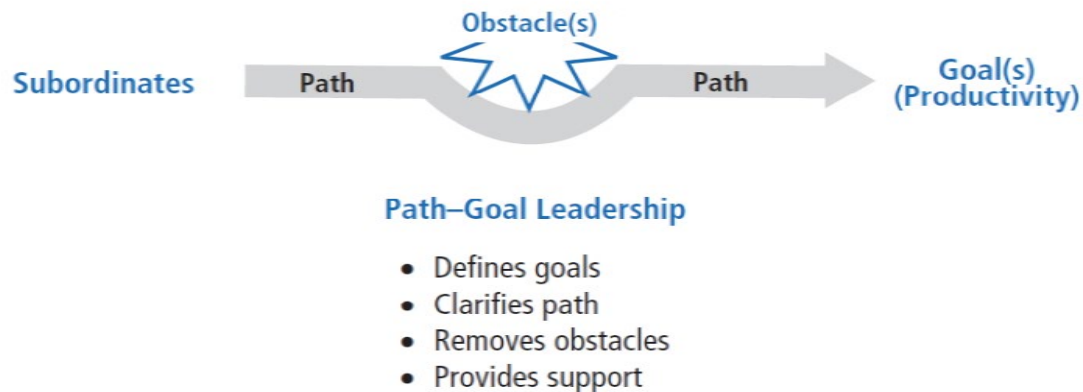 Obstacle(s)
Subordinates
Path
Path
Goal(s)
(Productivity)
Path–Goal Leadership
• Defines goals
• Clarifies path
• Removes obstacles
• Provides support